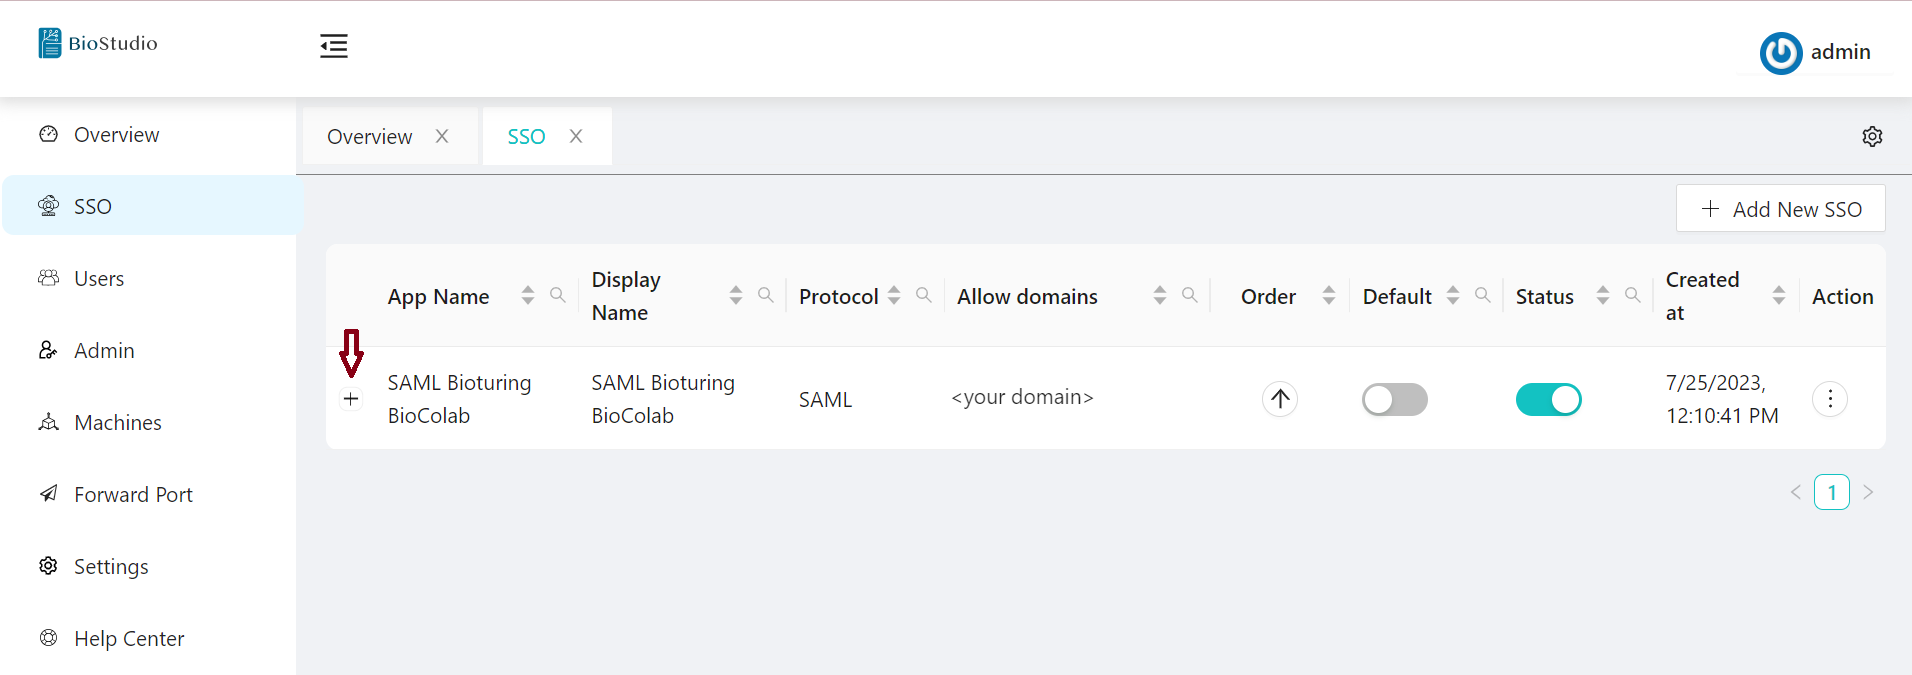 BioStudio
admin
Overview
SSO
Users
Admin
Machines
Forward Port
Settings
Help Center
Overview
SSO
Add New SSO
App Name
Display
Name
Protocol
Allow domains
Order
Default
Status
Created
at
Action
SAML Bioturing
BioColab
SAML Bioturing
BioColab
SAML
<your domain>
7/25/2023,
12:10:41 PM
1